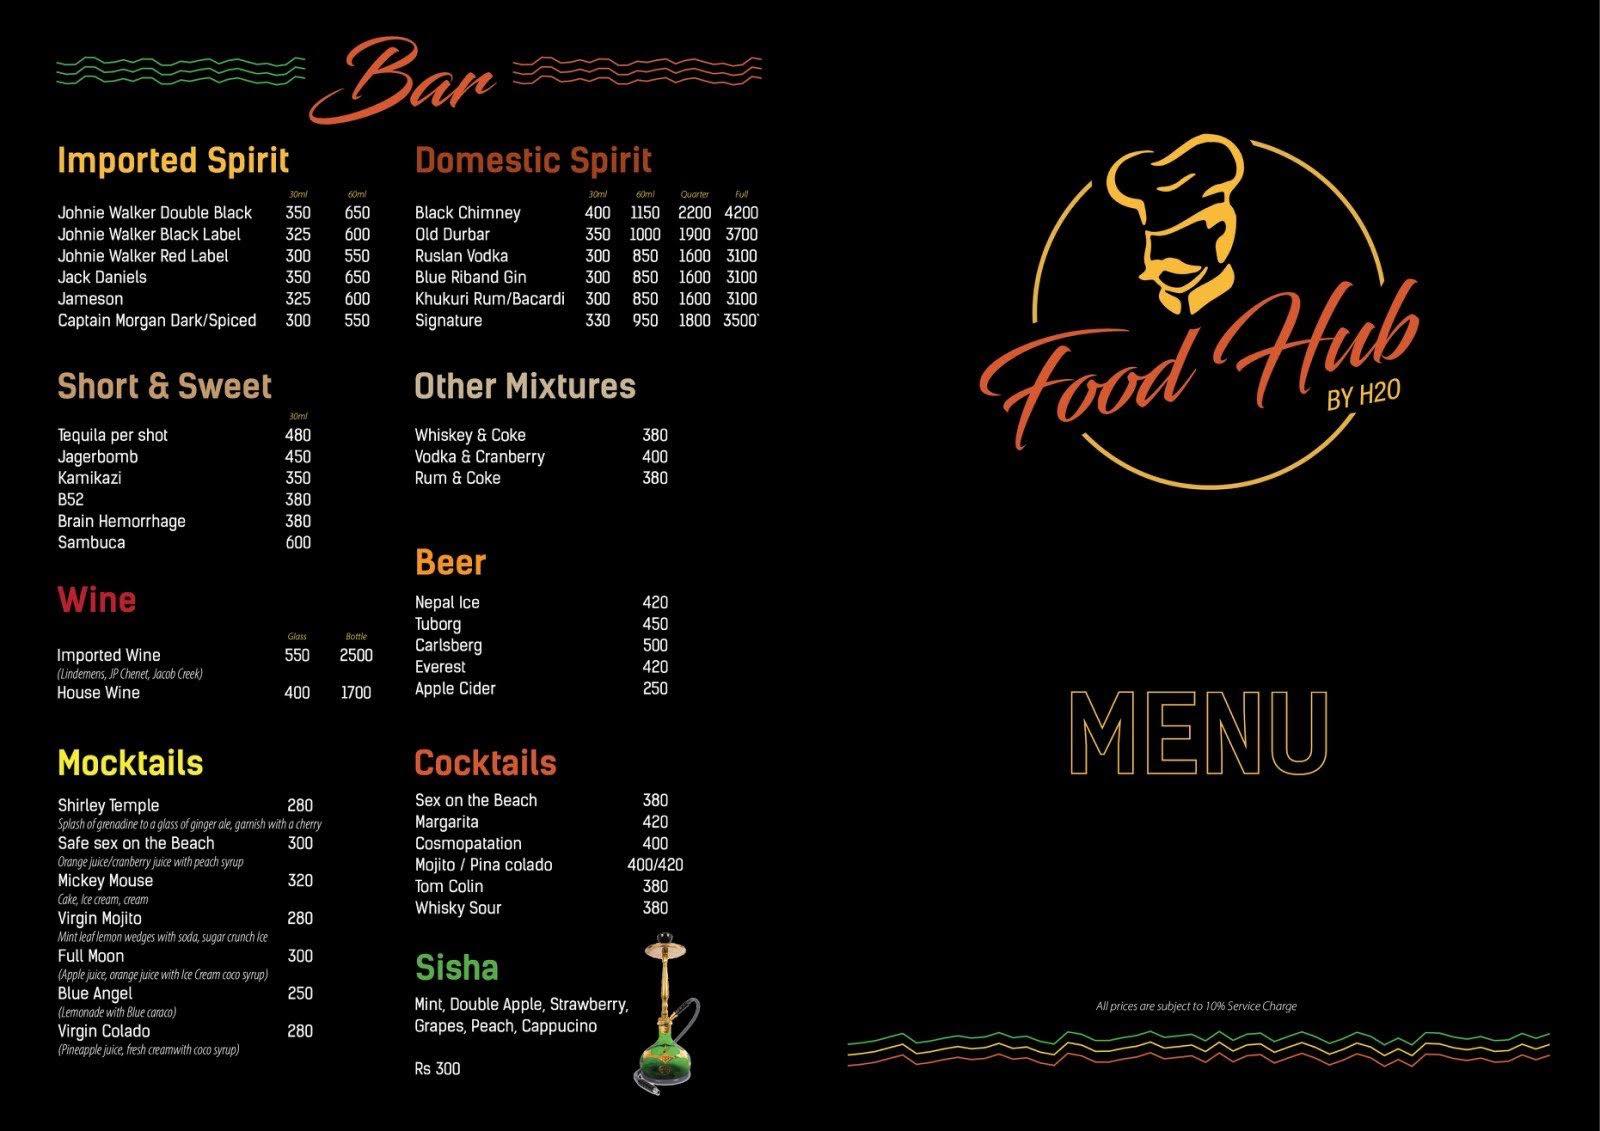 Bar
Imported Spirit
30ml 60ml
Johnie Walker Double Black 350 650
Johnie Walker Black Label 325 600
Johnie Walker Red Label 300 550
Jack Daniels 350 650
Jameson 325 600
Captain Morgan Dark/Spiced 300 550
Short & Sweet
30ml
Tequila per shot 480
Jagerbomb 450
Kamikazi 350
B52 380
Brain Hemorrhage 380
Sambuca 600
Wine
Glass Bottle
Imported Wine 550 2500
(Lindemens, JP Chenet, Jacob Creek)
House Wine 400 1700
Mocktails
Shirley Temple 280
Splash of grenadine to a glass of ginger ale, garnish with a cherry
Safe sex on the Beach 300
Orange juice/cranberry juice with peach syrup
Mickey Mouse 320
Cake, Ice cream, cream
Virgin Mojito 280
Mint leaf lemon wedges with soda, sugar crunch Ice
Full Moon 300
(Apple juice, orange juice with Ice Cream coco syrup)
Blue Angel 250
(Lemonade with Blue caraco)
Virgin Colado 280
(Pineapple juice, fresh creamwith coco syrup)
Domestic Spirit
30ml 60ml Quarter Full
Black Chimney 400 1150 2200 4200
Old Durbar 350 1000 1900 3700
Ruslan Vodka 300 850 1600 3100
Blue Riband Gin 300 850 1600 3100
Khukuri Rum/Bacardi 300 850 1600 3100
Signature 330 950 1800 3500`
Other Mixtures
Whiskey & Coke 380
Vodka & Cranberry 400
Rum & Coke 380
Beer
Nepal Ice 420
Tuborg 450
Carlsberg 500
Everest 420
Apple Cider 250
Cocktails
Sex on the Beach 380
Margarita 420
Cosmopatation 400
Mojito / Pina colado 400/420
Tom Colin 380
Whisky Sour 380
Sisha
Mint, Double Apple, Strawberry,
Grapes, Peach, Cappucino
Rs 300
Food Hub
BY H2O
MENU
All prices are subject to 10% Service Charge